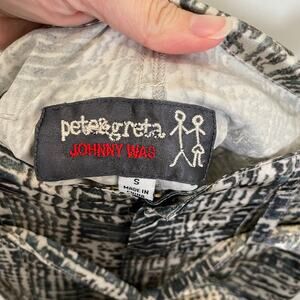 pete&greta
JOHNNY WAS
S
MADE IN
CHINA